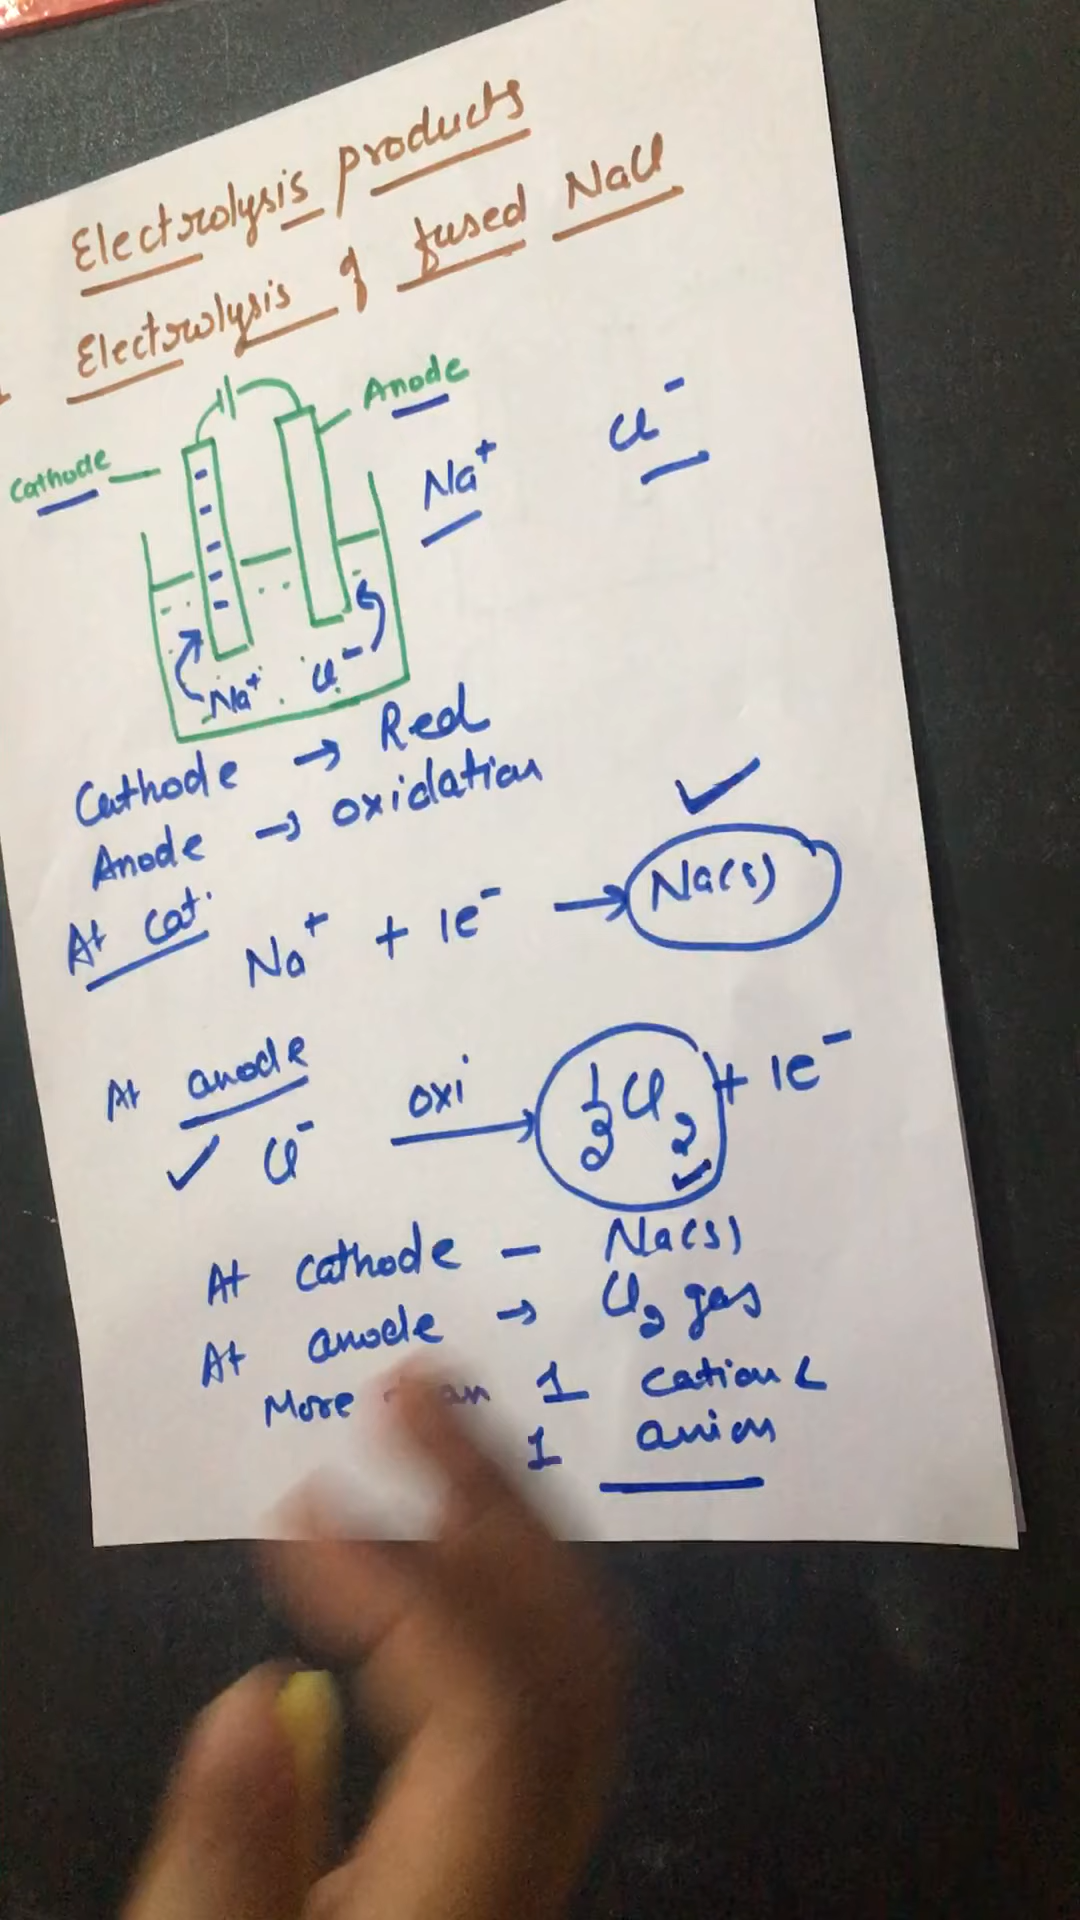 Electrolysis products
Electrolysis of fused NaCl
Anode
Cathode
Na⁺ Cl⁻
Na⁺ Cl⁻
Cathode → Red
Anode → oxidation
At cat.
Na⁺ + 1e⁻ → Na(s)
At anode
Cl⁻ oxi → ½Cl₂ + 1e⁻
At cathode – Na(s)
At anode → Cl₂ gas
More 1 cation &
1 anion